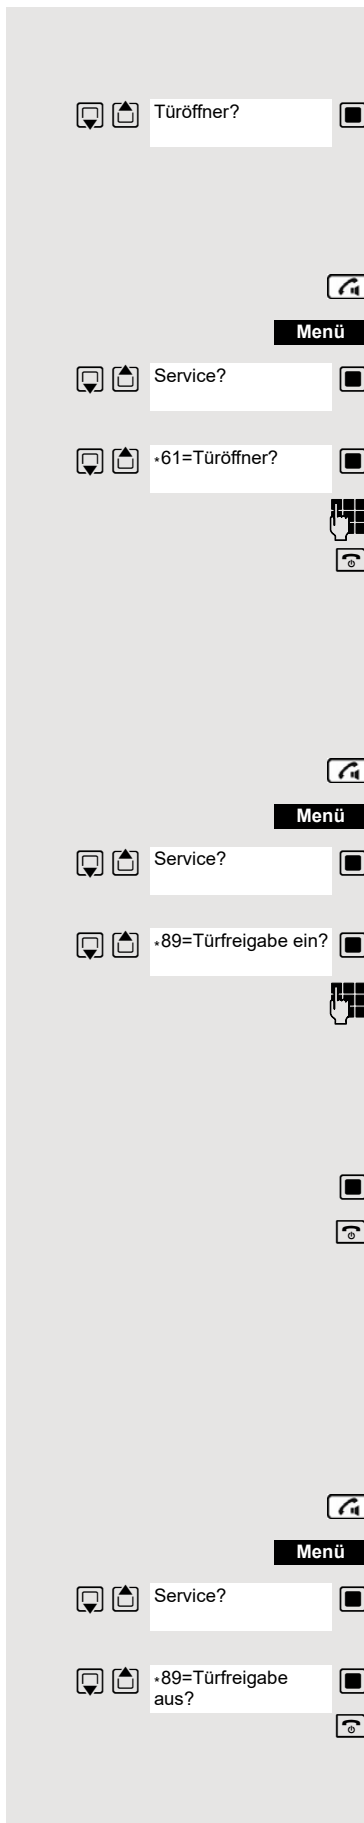 Türöffner?
Menü
Service?
*61=Türöffner?
Menü
Service?
*89=Türfreigabe ein?
Menü
Service?
*89=Türfreigabe
aus?